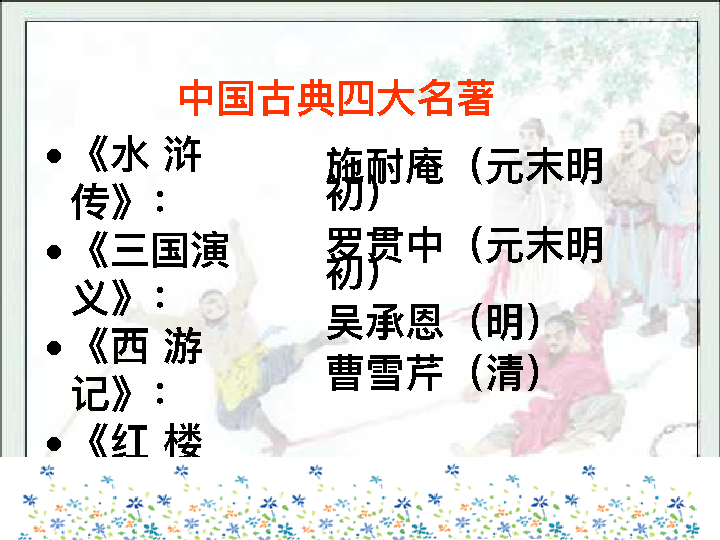 中国古典四大名著
•《水 浒
传》：
•《三国演
义》：
•《西 游
记》：
•《红 楼
施耐庵（元末明
初）
罗贯中（元末明
初）
吴承恩（明）
曹雪芹（清）